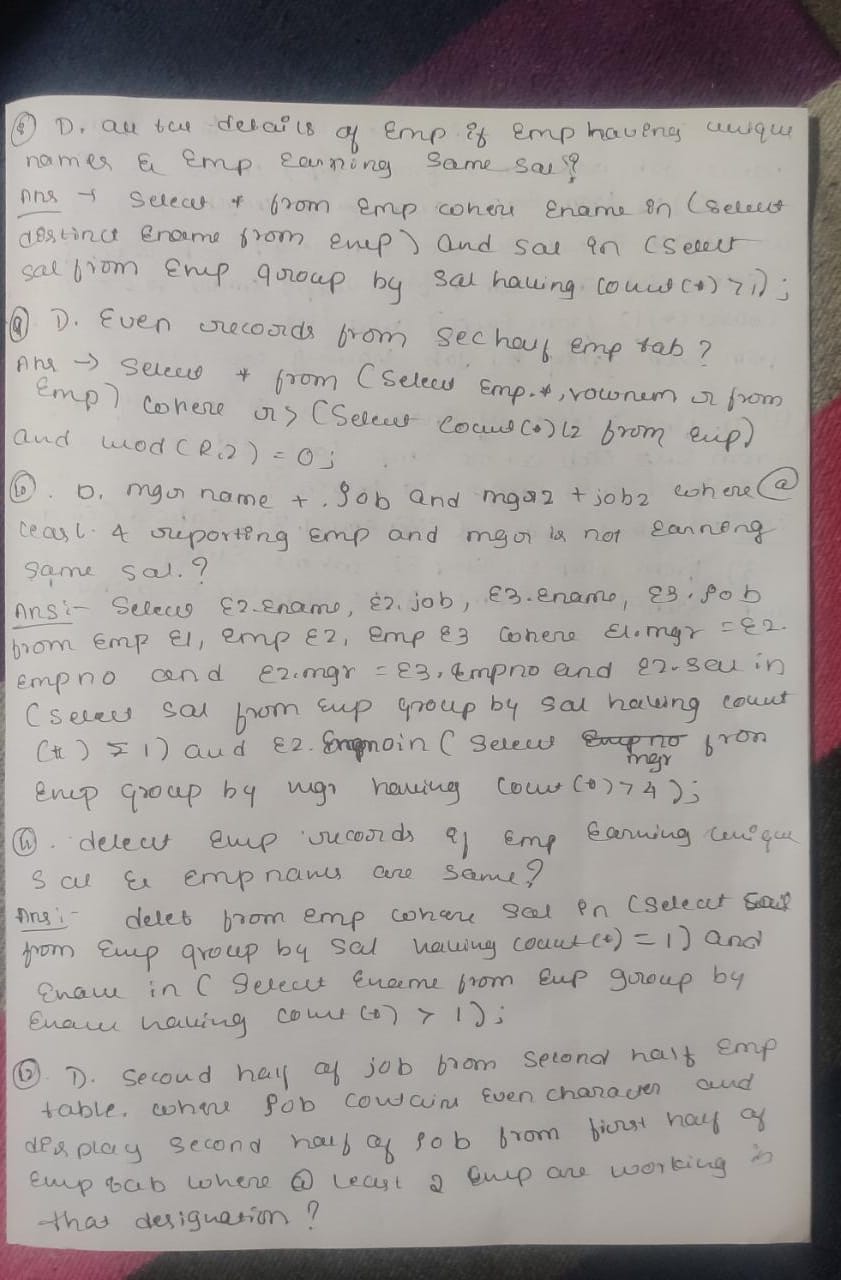 ⑧ D. all the details of Emp if Emp having unique
names & Emp Earning Same Sal?
Ans → Select * from Emp where Ename in (select
distinct Ename from emp) and sal in (select
sal from Emp group by sal having count(*) >1);
⑨ D. Even records from Sec half emp tab?
Ans → Select * from (Select Emp.*, rownum r from
Emp) where r> (Select count(*)/2 from emp)
and mod(R,2) = 0;
⑩. D. mgr name + Job and mgr2 + job2 where @
least 4 reporting Emp and mgr is not Earning
same sal.?
Ans:- Select E2.Ename, E2.job, E3.Ename, E3.Job
from Emp E1, emp E2, emp E3 where E1.mgr = E2.
empno and E2.mgr = E3.Empno and E2.sal in
(select sal from Emp group by sal having count
(*) = 1) and E2. in (Select mgr from
Emp group by mgr having count(*)>4);
⑪. delect Emp records of Emp Earning unique
Sal & Emp names are Same?
Ans:- delet from emp where sal in (select Sal
from Emp group by Sal having count(*) = 1) and
Ename in (Select Ename from Emp group by
Ename having count(*) > 1);
⑫. D. Second half of job from Second half Emp
table. where Job contains Even character and
display second half of Job from first half of
Emp tab where @ least 2 Emp are working in
that designation?